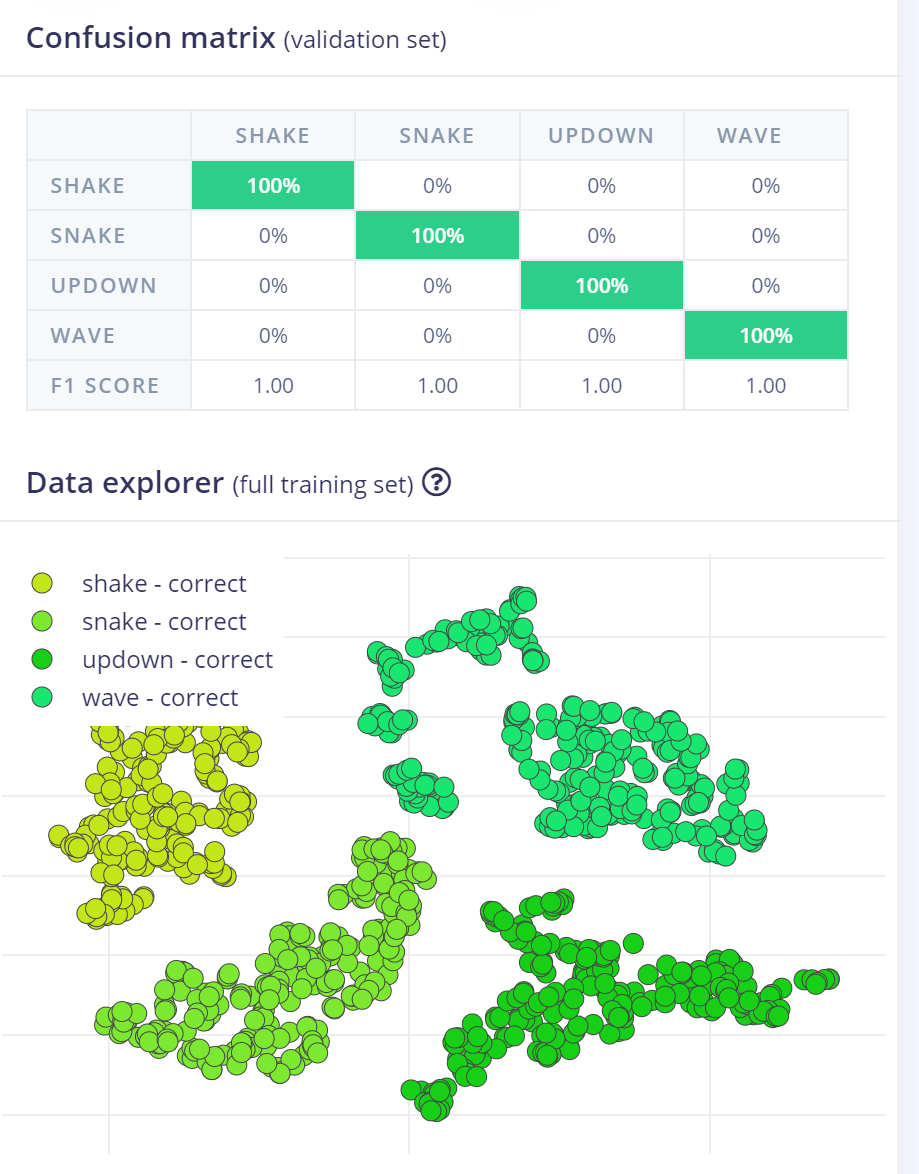 Confusion matrix (validation set)
SHAKE SNAKE UPDOWN WAVE
SHAKE 100% 0% 0% 0%
SNAKE 0% 100% 0% 0%
UPDOWN 0% 0% 100% 0%
WAVE 0% 0% 0% 100%
F1 SCORE 1.00 1.00 1.00 1.00
Data explorer (full training set) ?
shake - correct
snake - correct
updown - correct
wave - correct